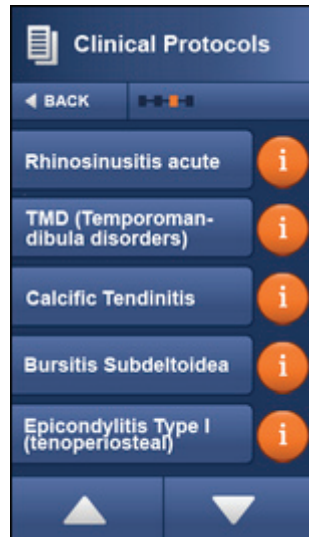 Clinical Protocols
BACK
Rhinosinusitis acute
i
TMD (Temporoman-
dibula disorders)
i
Calcific Tendinitis
i
Bursitis Subdeltoidea
i
Epicondylitis Type I
(tenoperiosteal)
i